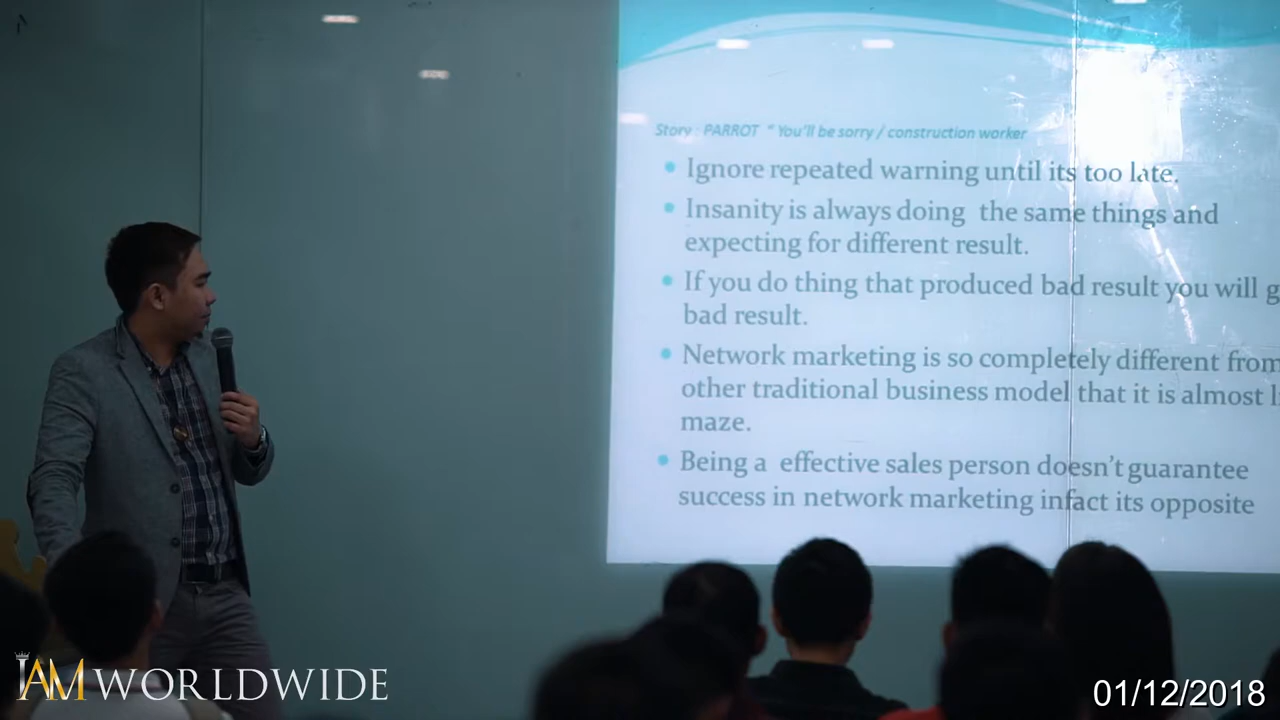 Story : PARROT " You'll be sorry / construction worker
• Ignore repeated warning until its too late.
• Insanity is always doing the same things and
expecting for different result.
• If you do thing that produced bad result you will
bad result.
• Network marketing is so completely different from
other traditional business model that it is almost
maze.
• Being a effective sales person doesn't guarantee
success in network marketing infact its opposite
IAM WORLDWIDE
01/12/2018